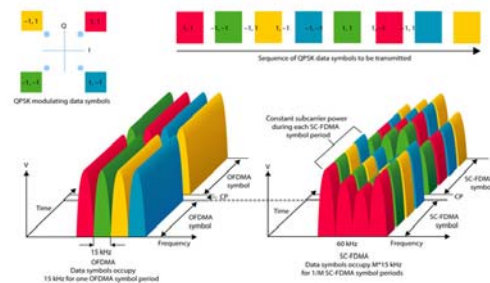 −1, 1
Q
1, 1
I
−1, −1
1, −1
QPSK modulating data symbols
1, 1
−1, −1
−1, 1
1, −1
−1, −1
1, 1
1, −1
−1, 1
Sequence of QPSK data symbols to be transmitted
Constant subcarrier power
during each SC-FDMA
symbol period
V
Time
OFDMA
symbol
CP
OFDMA
symbol
15 kHz
Frequency
OFDMA
Data symbols occupy
15 kHz for one OFDMA symbol period
V
Time
SC-FDMA
symbol
CP
SC-FDMA
symbol
60 kHz
Frequency
SC-FDMA
Data symbols occupy M*15 kHz
for 1/M SC-FDMA symbol periods